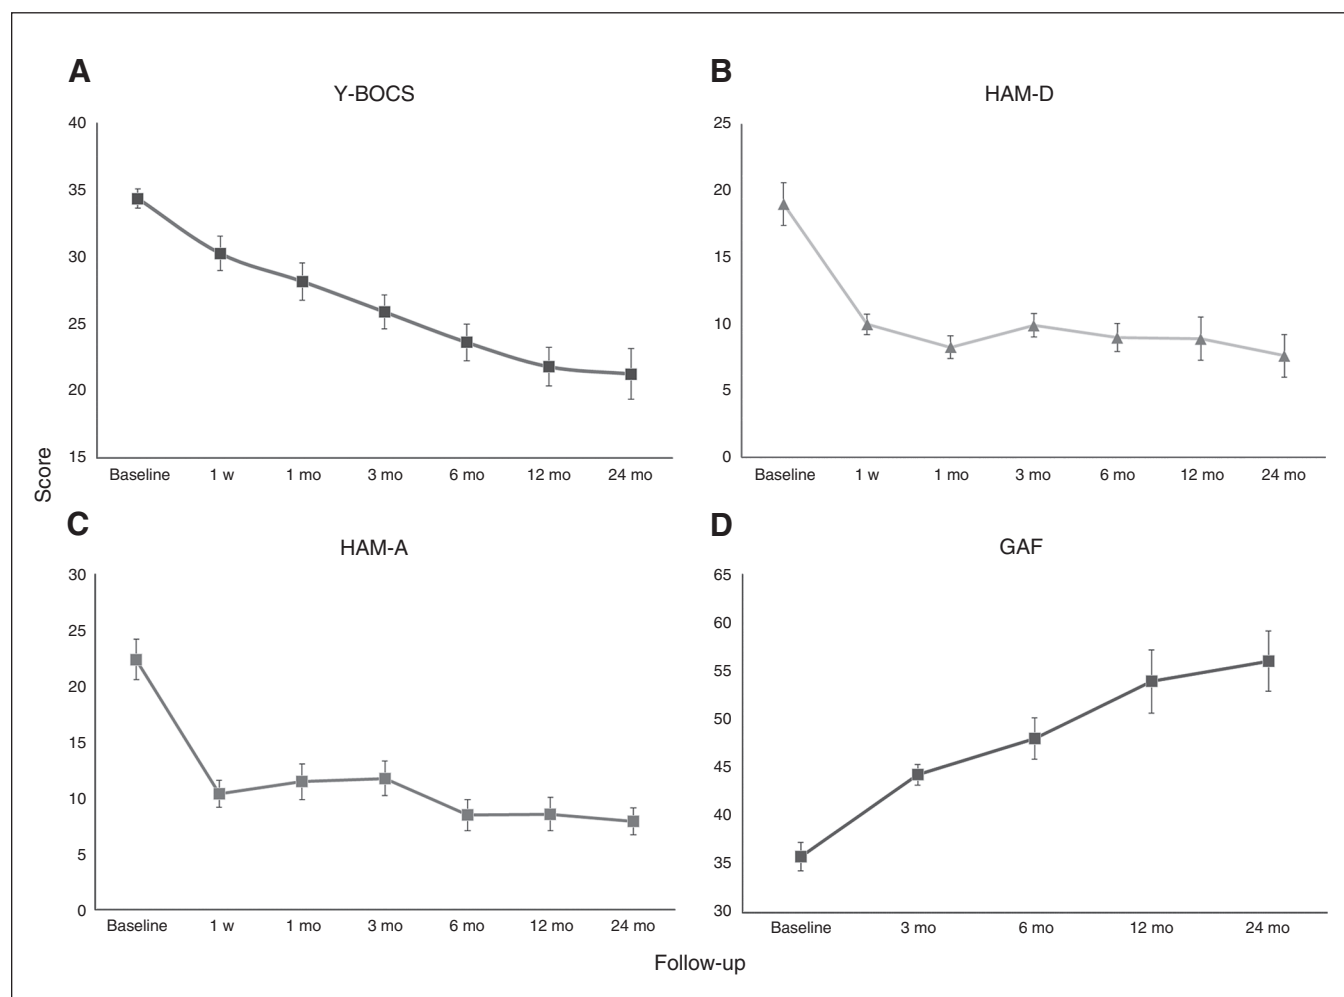 A
Y-BOCS
40
35
30
25
20
15
Baseline 1 w 1 mo 3 mo 6 mo 12 mo 24 mo
B
HAM-D
25
20
15
10
5
0
Baseline 1 w 1 mo 3 mo 6 mo 12 mo 24 mo
Score
C
HAM-A
30
25
20
15
10
5
0
Baseline 1 w 1 mo 3 mo 6 mo 12 mo 24 mo
D
GAF
65
60
55
50
45
40
35
30
Baseline 3 mo 6 mo 12 mo 24 mo
Follow-up